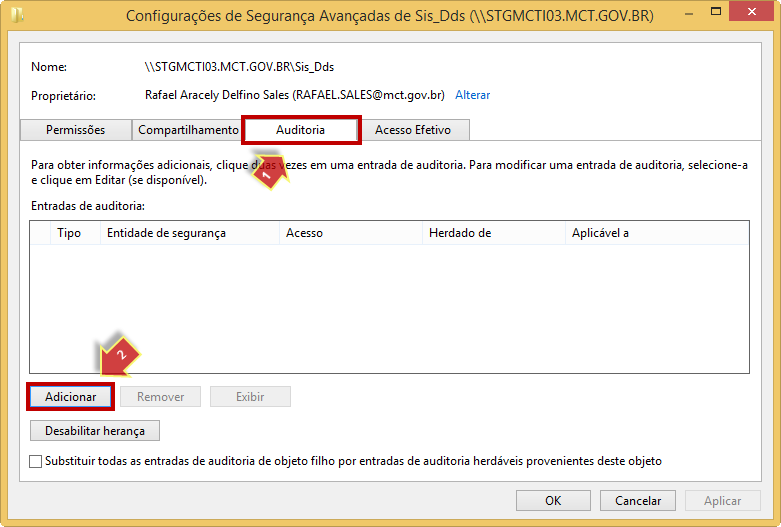 Configurações de Segurança Avançadas de Sis_Dds (\\STGMCTI03.MCT.GOV.BR)
Nome: \\STGMCTI03.MCT.GOV.BR\Sis_Dds
Proprietário: Rafael Aracely Delfino Sales (RAFAEL.SALES@mct.gov.br) Alterar
Permissões Compartilhamento Auditoria Acesso Efetivo
1
Para obter informações adicionais, clique duas vezes em uma entrada de auditoria. Para modificar uma entrada de auditoria, selecione-a
e clique em Editar (se disponível).
Entradas de auditoria:
Tipo Entidade de segurança Acesso Herdado de Aplicável a
2
Adicionar Remover Exibir
Desabilitar herança
Substituir todas as entradas de auditoria de objeto filho por entradas de auditoria herdáveis provenientes deste objeto
OK Cancelar Aplicar